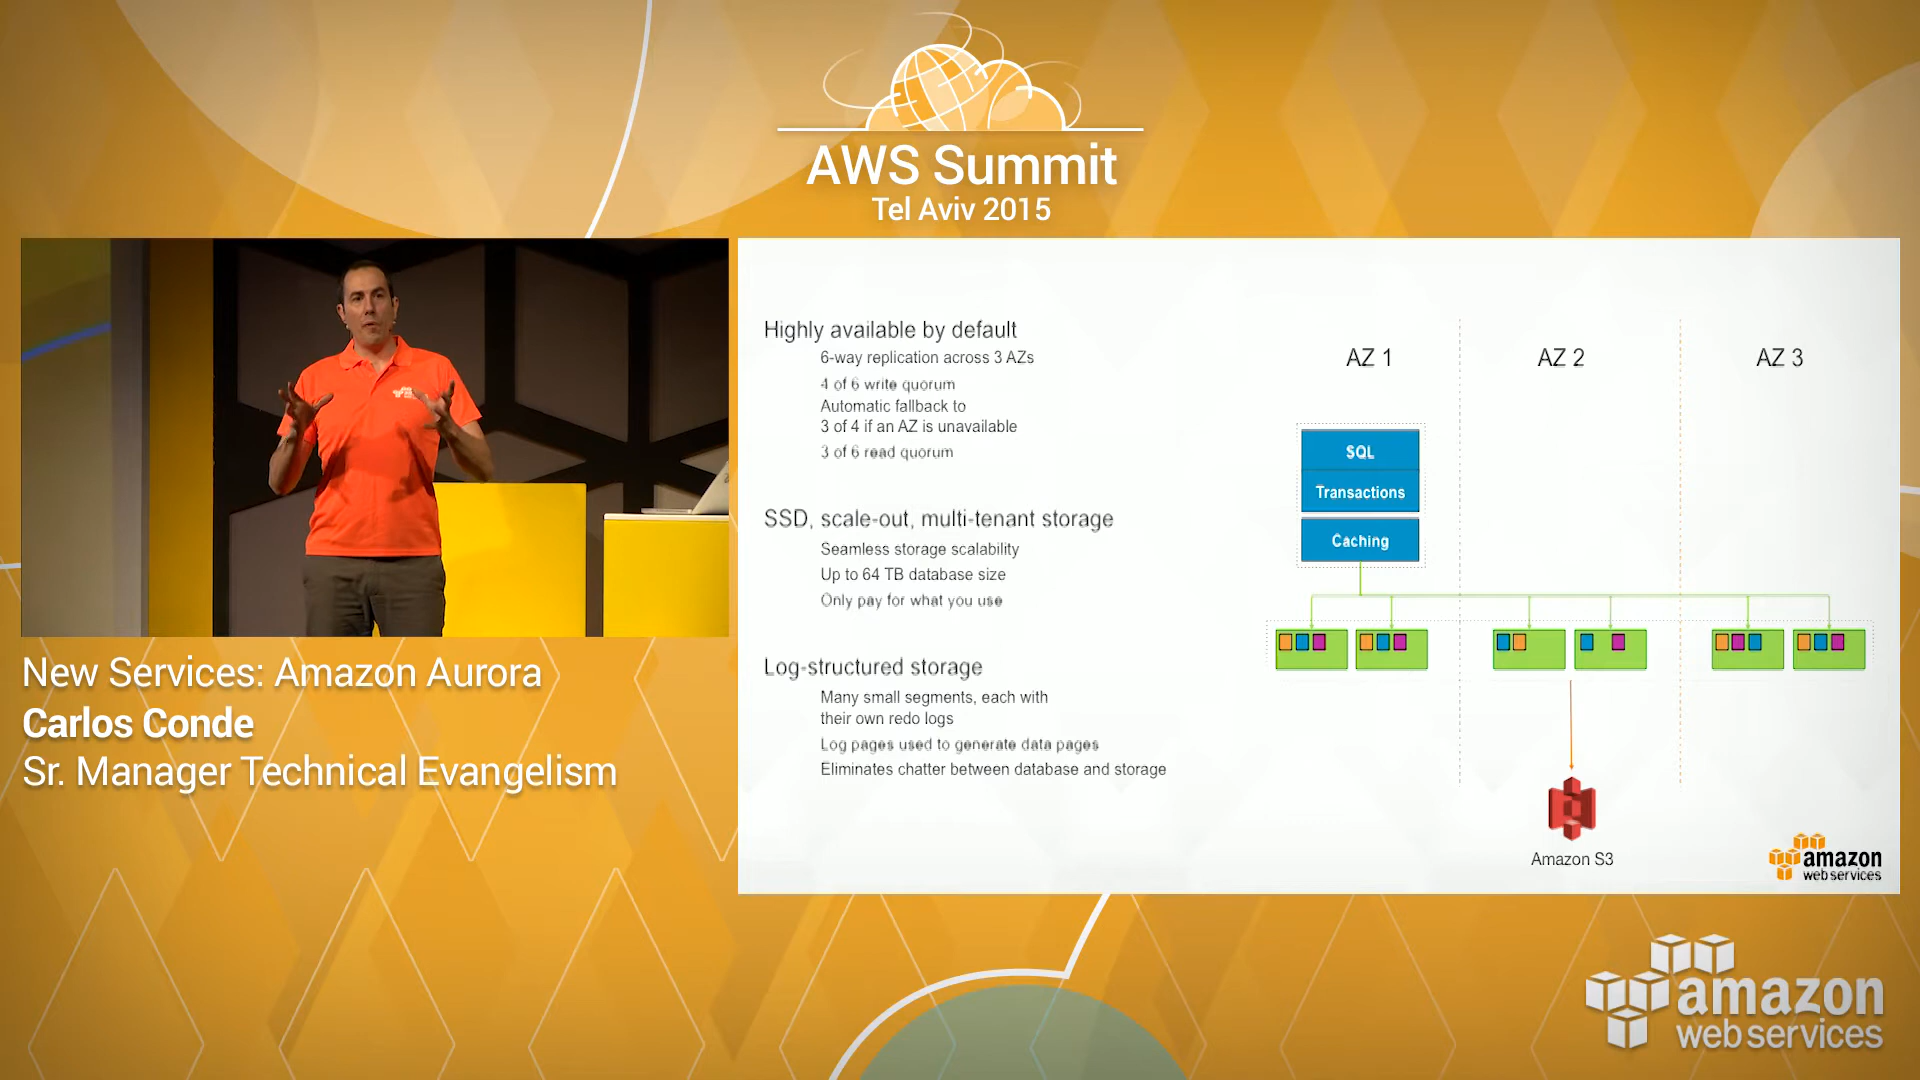 AWS Summit
Tel Aviv 2015
Highly available by default
6-way replication across 3 AZs
4 of 6 write quorum
Automatic fallback to
3 of 4 if an AZ is unavailable
3 of 6 read quorum
SSD, scale-out, multi-tenant storage
Seamless storage scalability
Up to 64 TB database size
Only pay for what you use
Log-structured storage
Many small segments, each with
their own redo logs
Log pages used to generate data pages
Eliminates chatter between database and storage
AZ 1
AZ 2
AZ 3
SQL
Transactions
Caching
Amazon S3
amazon
web services
New Services: Amazon Aurora
Carlos Conde
Sr. Manager Technical Evangelism
amazon
web services